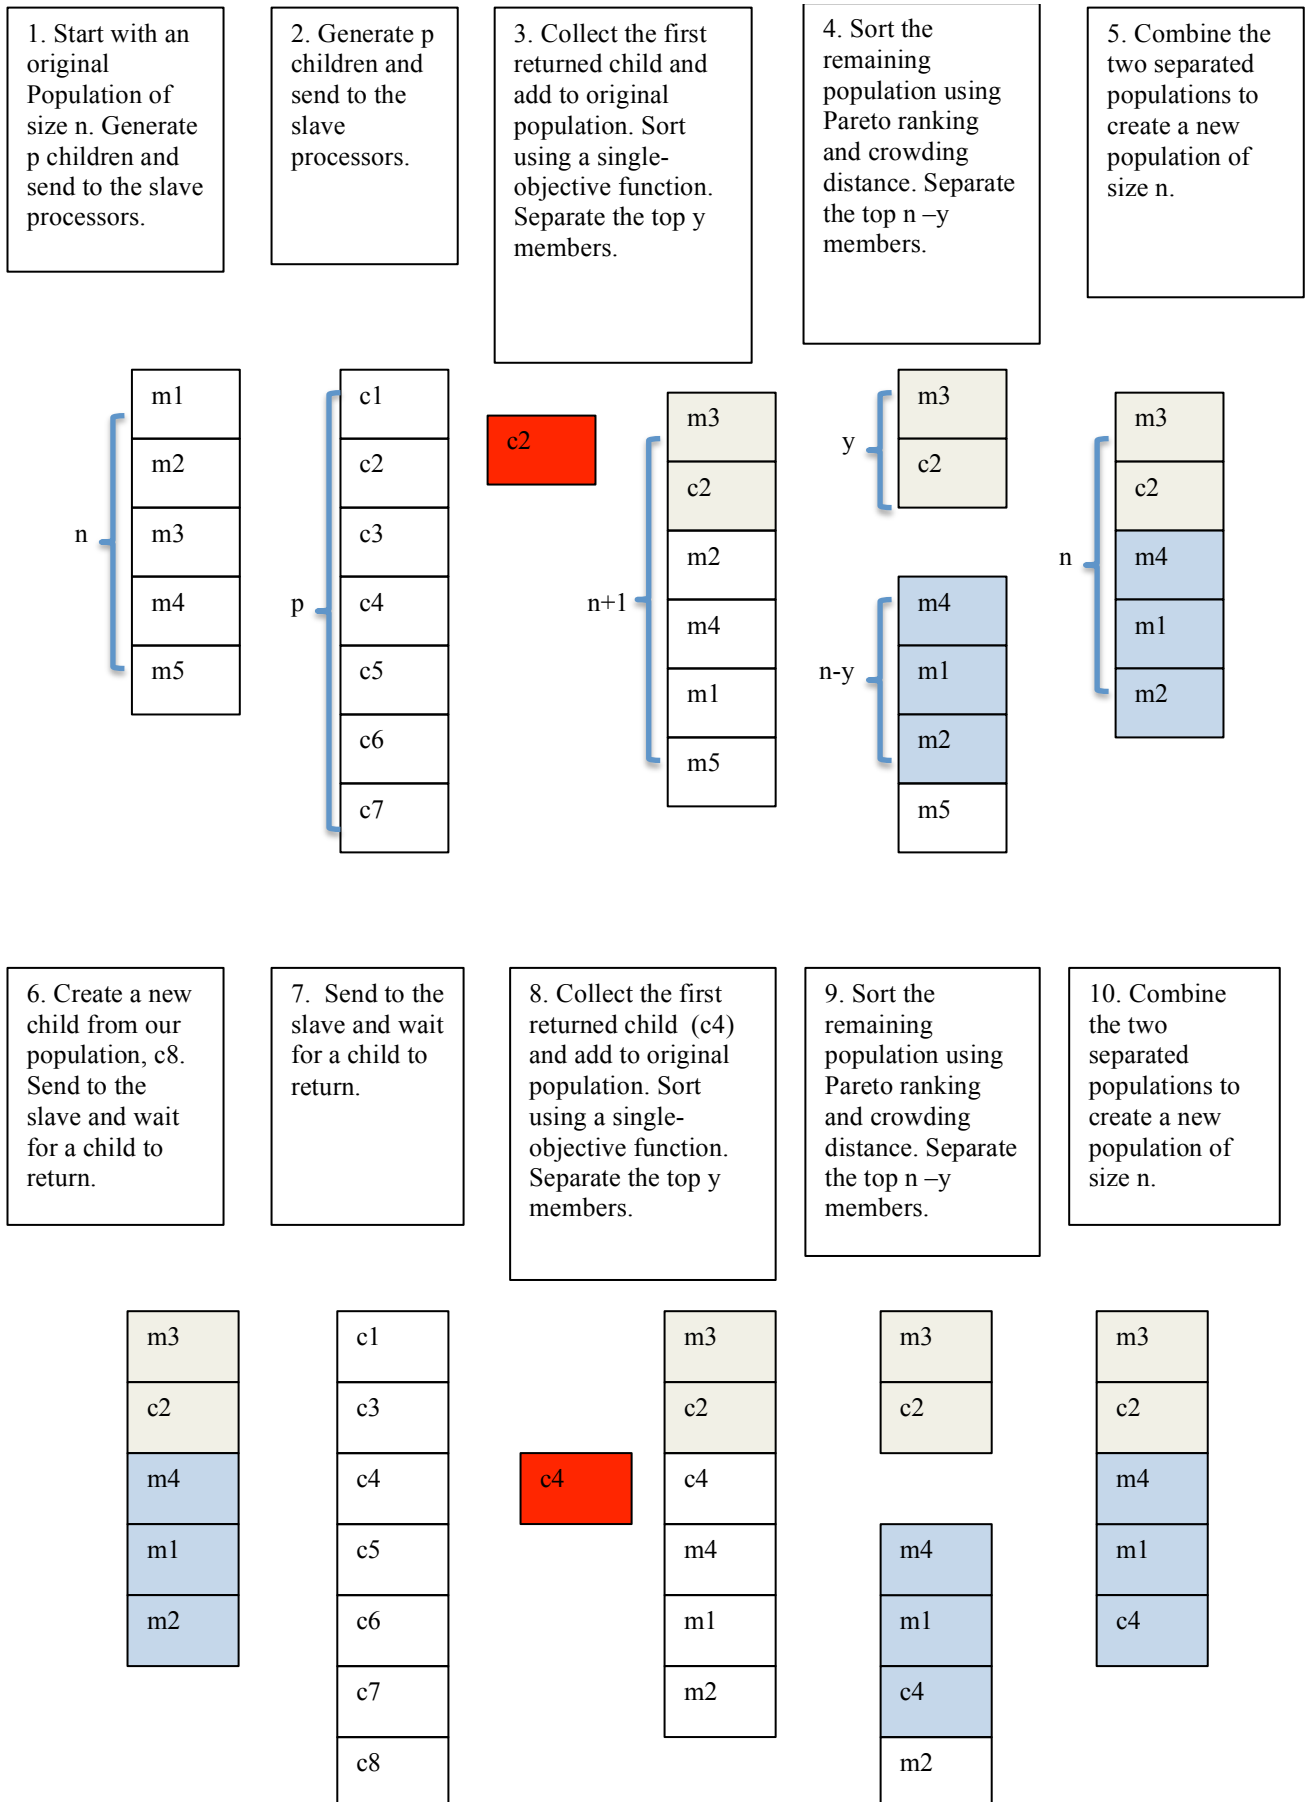 1. Start with an
original
Population of
size n. Generate
p children and
send to the slave
processors.
2. Generate p
children and
send to the
slave
processors.
3. Collect the first
returned child and
add to original
population. Sort
using a single-
objective function.
Separate the top y
members.
4. Sort the
remaining
population using
Pareto ranking
and crowding
distance. Separate
the top n –y
members.
5. Combine the
two separated
populations to
create a new
population of
size n.
n
m1
m2
m3
m4
m5
p
c1
c2
c3
c4
c5
c6
c7
c2
n+1
m3
c2
m2
m4
m1
m5
y
m3
c2
n-y
m4
m1
m2
m5
n
m3
c2
m4
m1
m2
6. Create a new
child from our
population, c8.
Send to the
slave and wait
for a child to
return.
7. Send to the
slave and wait
for a child to
return.
8. Collect the first
returned child (c4)
and add to original
population. Sort
using a single-
objective function.
Separate the top y
members.
9. Sort the
remaining
population using
Pareto ranking
and crowding
distance. Separate
the top n –y
members.
10. Combine
the two
separated
populations to
create a new
population of
size n.
m3
c2
m4
m1
m2
c1
c3
c4
c5
c6
c7
c8
c4
m3
c2
c4
m4
m1
m2
m3
c2
m4
m1
c4
m2
m3
c2
m4
m1
c4